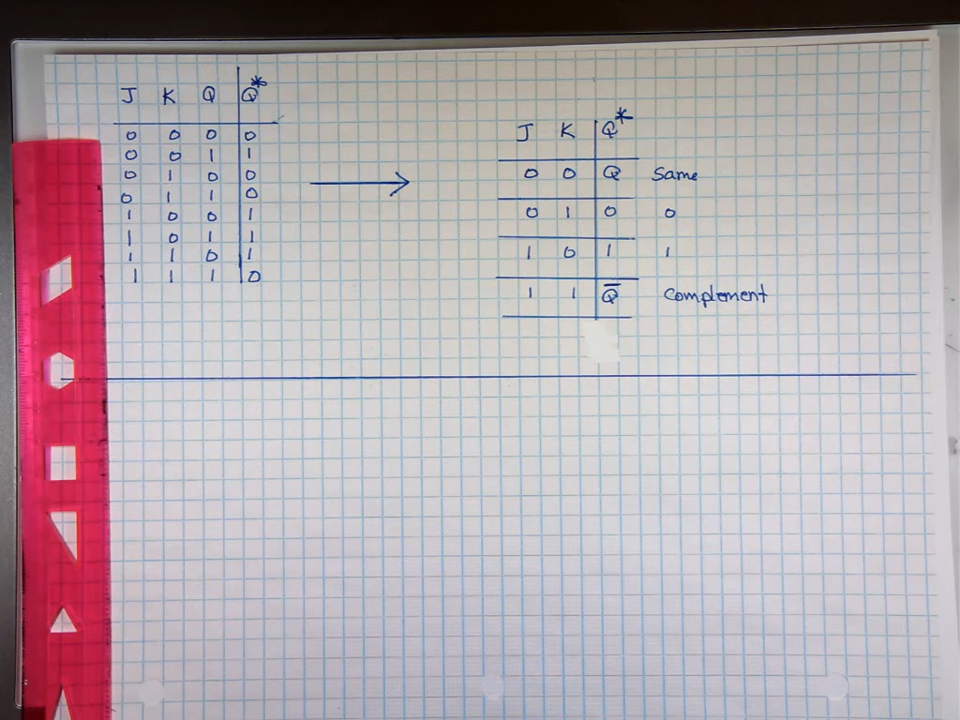 J K Q Q*
0 0 0 0
0 0 1 1
0 1 0 0
0 1 1 0
1 0 0 1
1 0 1 1
1 1 0 1
1 1 1 0
J K Q*
0 0 Q Same
0 1 0 0
1 0 1 1
1 1 Q̅ Complement